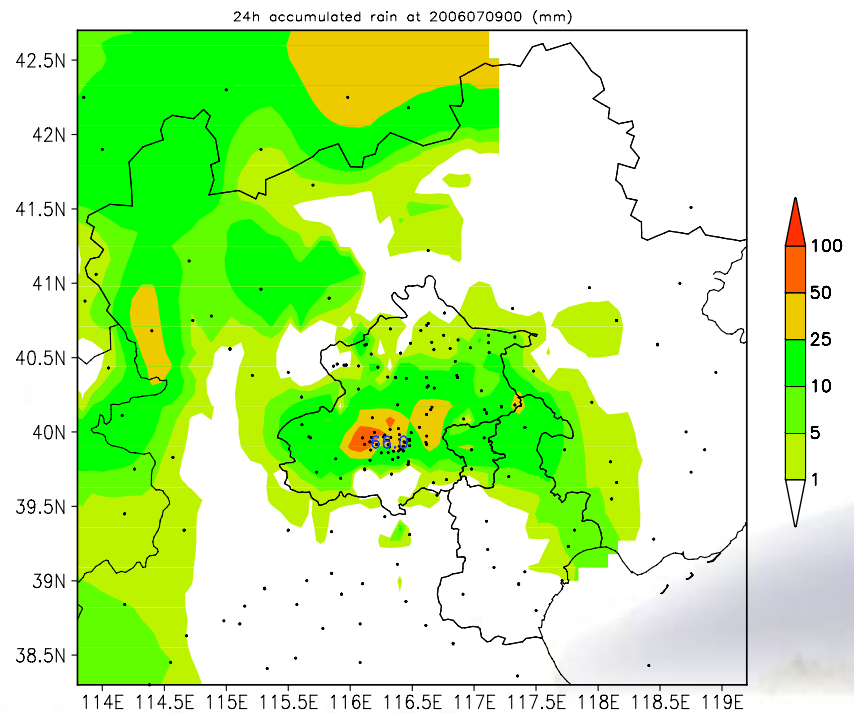 24h accumulated rain at 2006070900 (mm)
42.5N
42N
41.5N
41N
40.5N
40N
39.5N
39N
38.5N
114E 114.5E 115E 115.5E 116E 116.5E 117E 117.5E 118E 118.5E 119E
100
50
25
10
5
1